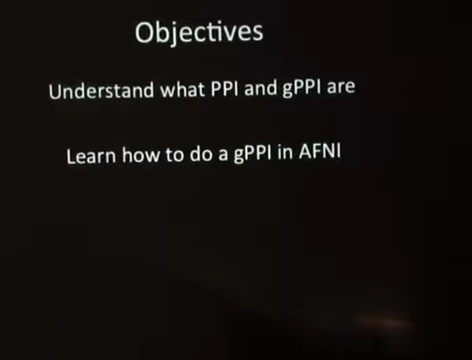 Objectives
Understand what PPI and gPPI are
Learn how to do a gPPI in AFNI